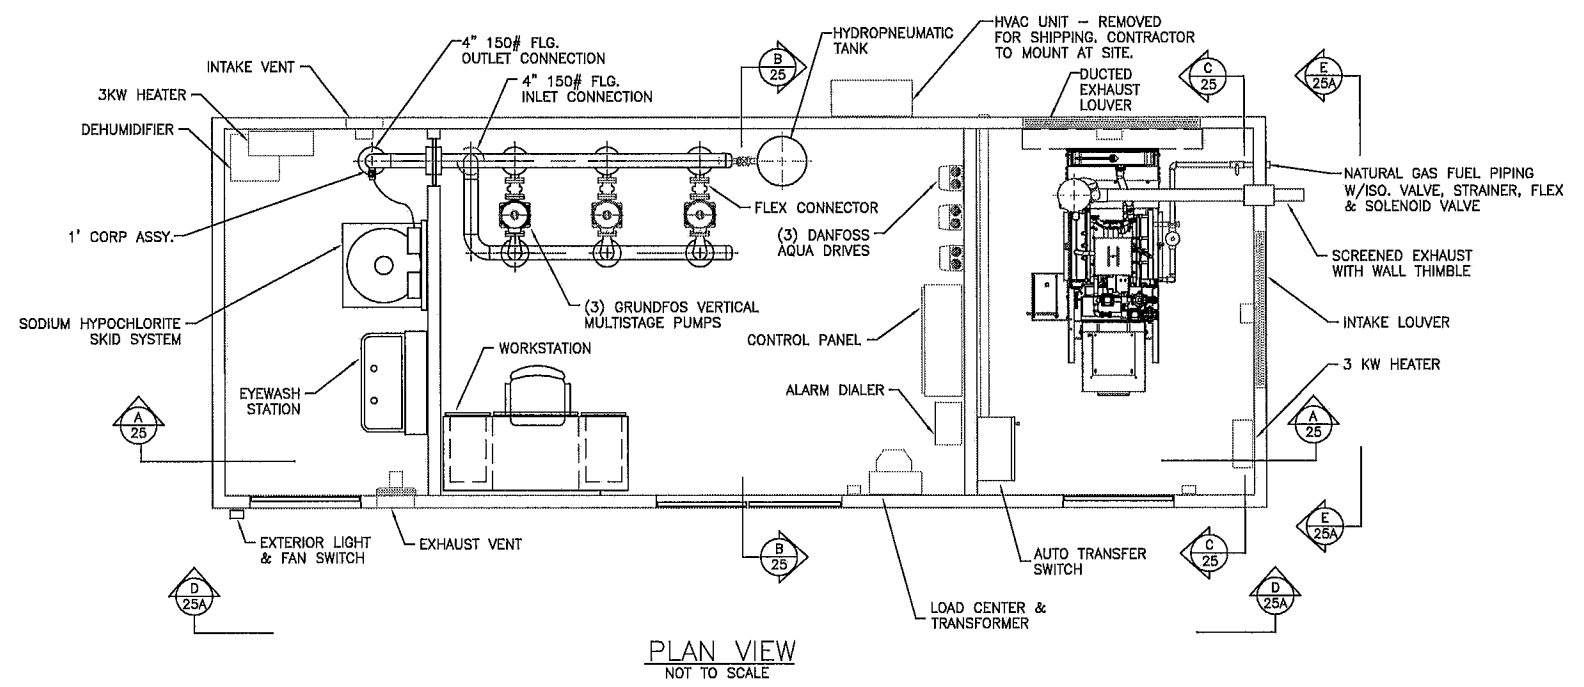 HVAC UNIT – REMOVED
FOR SHIPPING. CONTRACTOR
TO MOUNT AT SITE.
HYDROPNEUMATIC
TANK
4" 150# FLG.
OUTLET CONNECTION
4" 150# FLG.
INLET CONNECTION
INTAKE VENT
3KW HEATER
DEHUMIDIFIER
B
25
C
25
E
25A
DUCTED
EXHAUST
LOUVER
NATURAL GAS FUEL PIPING
W/ISO. VALVE, STRAINER, FLEX
& SOLENOID VALVE
FLEX CONNECTOR
1' CORP ASSY.
(3) DANFOSS
AQUA DRIVES
SCREENED EXHAUST
WITH WALL THIMBLE
H
(3) GRUNDFOS VERTICAL
MULTISTAGE PUMPS
SODIUM HYPOCHLORITE
SKID SYSTEM
INTAKE LOUVER
CONTROL PANEL
WORKSTATION
3 KW HEATER
ALARM DIALER
EYEWASH
STATION
A
25
A
25
E
25A
EXTERIOR LIGHT
& FAN SWITCH
EXHAUST VENT
B
25
AUTO TRANSFER
SWITCH
C
25
D
25A
D
25A
LOAD CENTER &
TRANSFORMER
PLAN VIEW
NOT TO SCALE